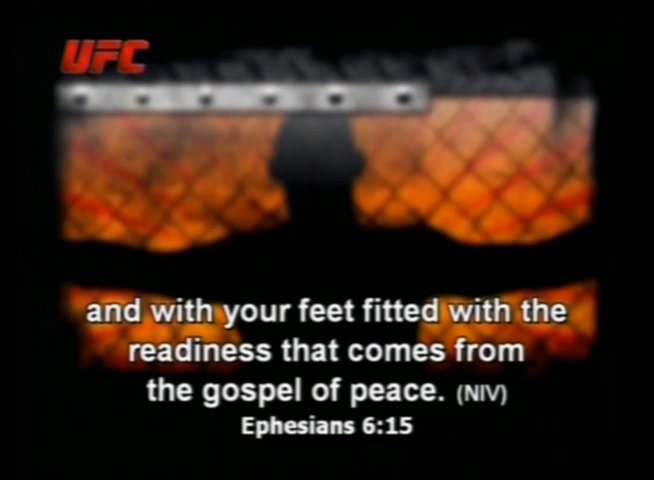 UFC
and with your feet fitted with the
readiness that comes from
the gospel of peace. (NIV)
Ephesians 6:15